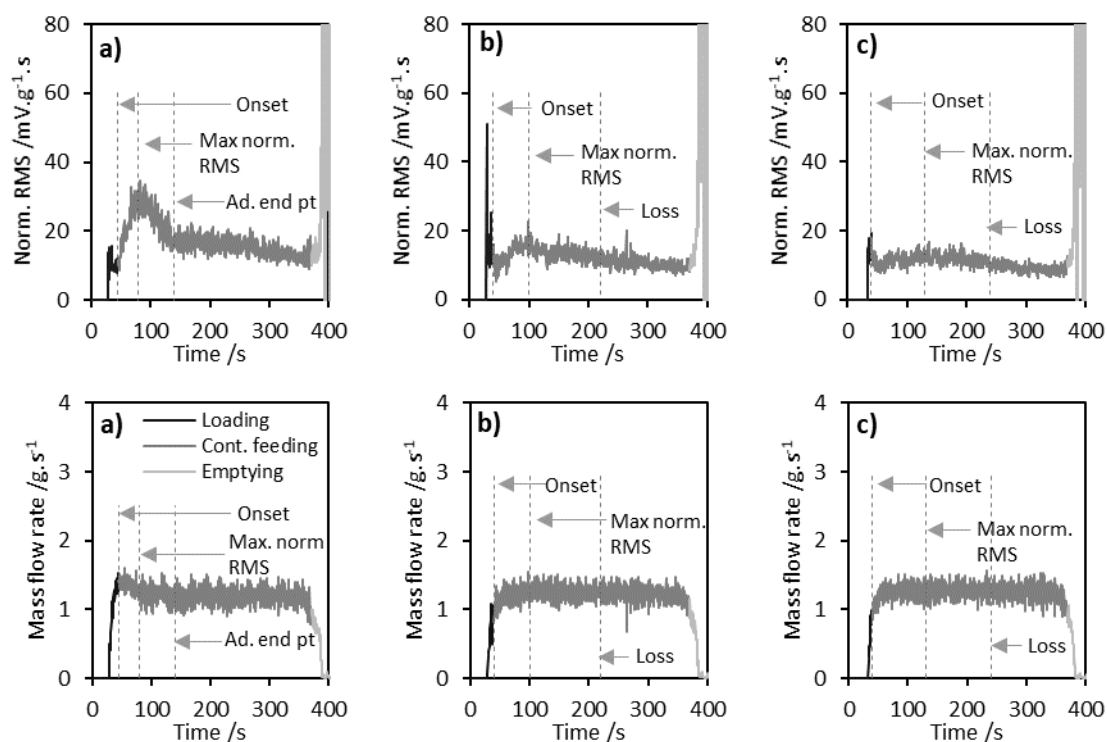 a)
Norm. RMS /mV.g⁻¹.s
80
60
40
20
0
Onset
Max norm.
RMS
Ad. end pt
0 100 200 300 400
Time /s
b)
Norm. RMS /mV.g⁻¹.s
80
60
40
20
0
Onset
Max norm.
RMS
Loss
0 100 200 300 400
Time /s
c)
Norm. RMS /mV.g⁻¹.s
80
60
40
20
0
Onset
Max. norm.
RMS
Loss
0 100 200 300 400
Time /s
a)
Mass flow rate /g.s⁻¹
4
3
2
1
0
Loading
Cont. feeding
Emptying
Onset
Max. norm
RMS
Ad. end pt
0 100 200 300 400
Time /s
b)
Mass flow rate /g.s⁻¹
4
3
2
1
0
Onset
Max norm.
RMS
Loss
0 100 200 300 400
Time /s
c)
Mass flow rate /g.s⁻¹
4
3
2
1
0
Onset
Max norm.
RMS
Loss
0 100 200 300 400
Time /s